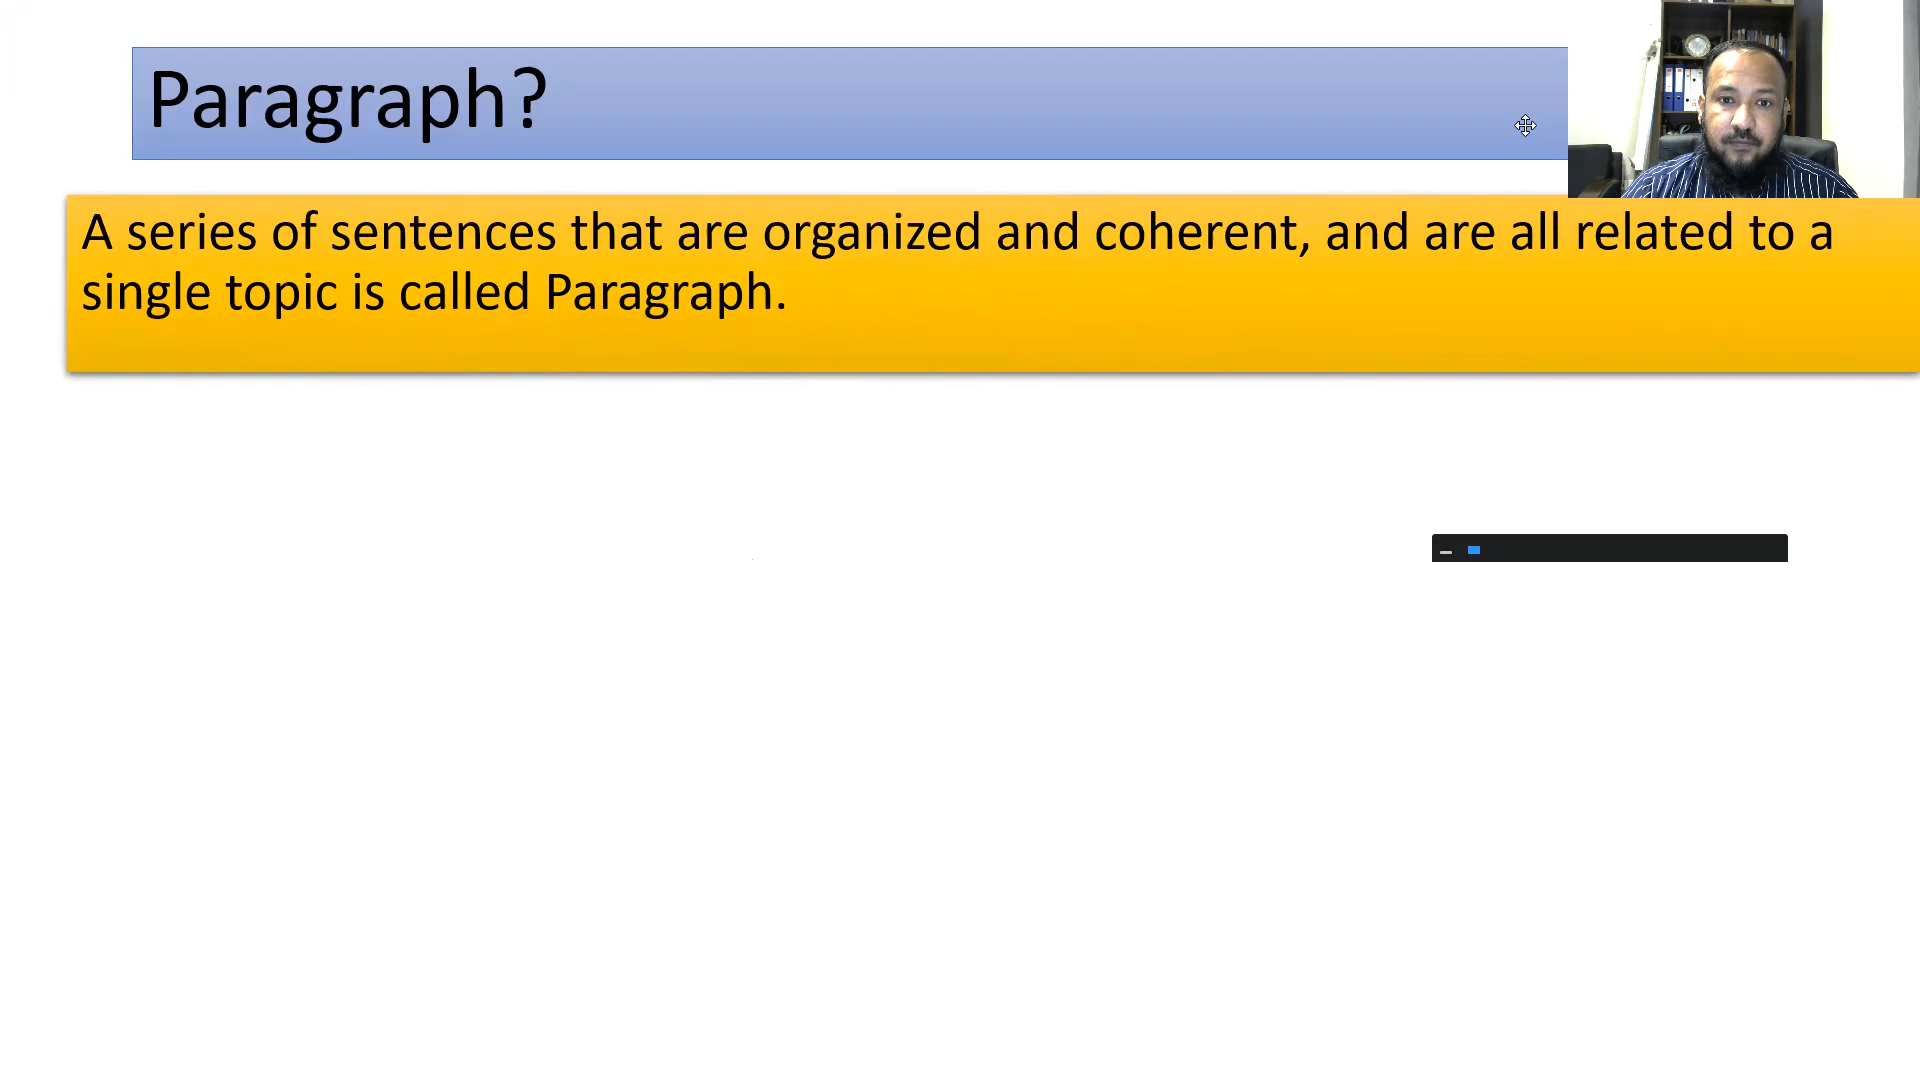 Paragraph?
A series of sentences that are organized and coherent, and are all related to a
single topic is called Paragraph.